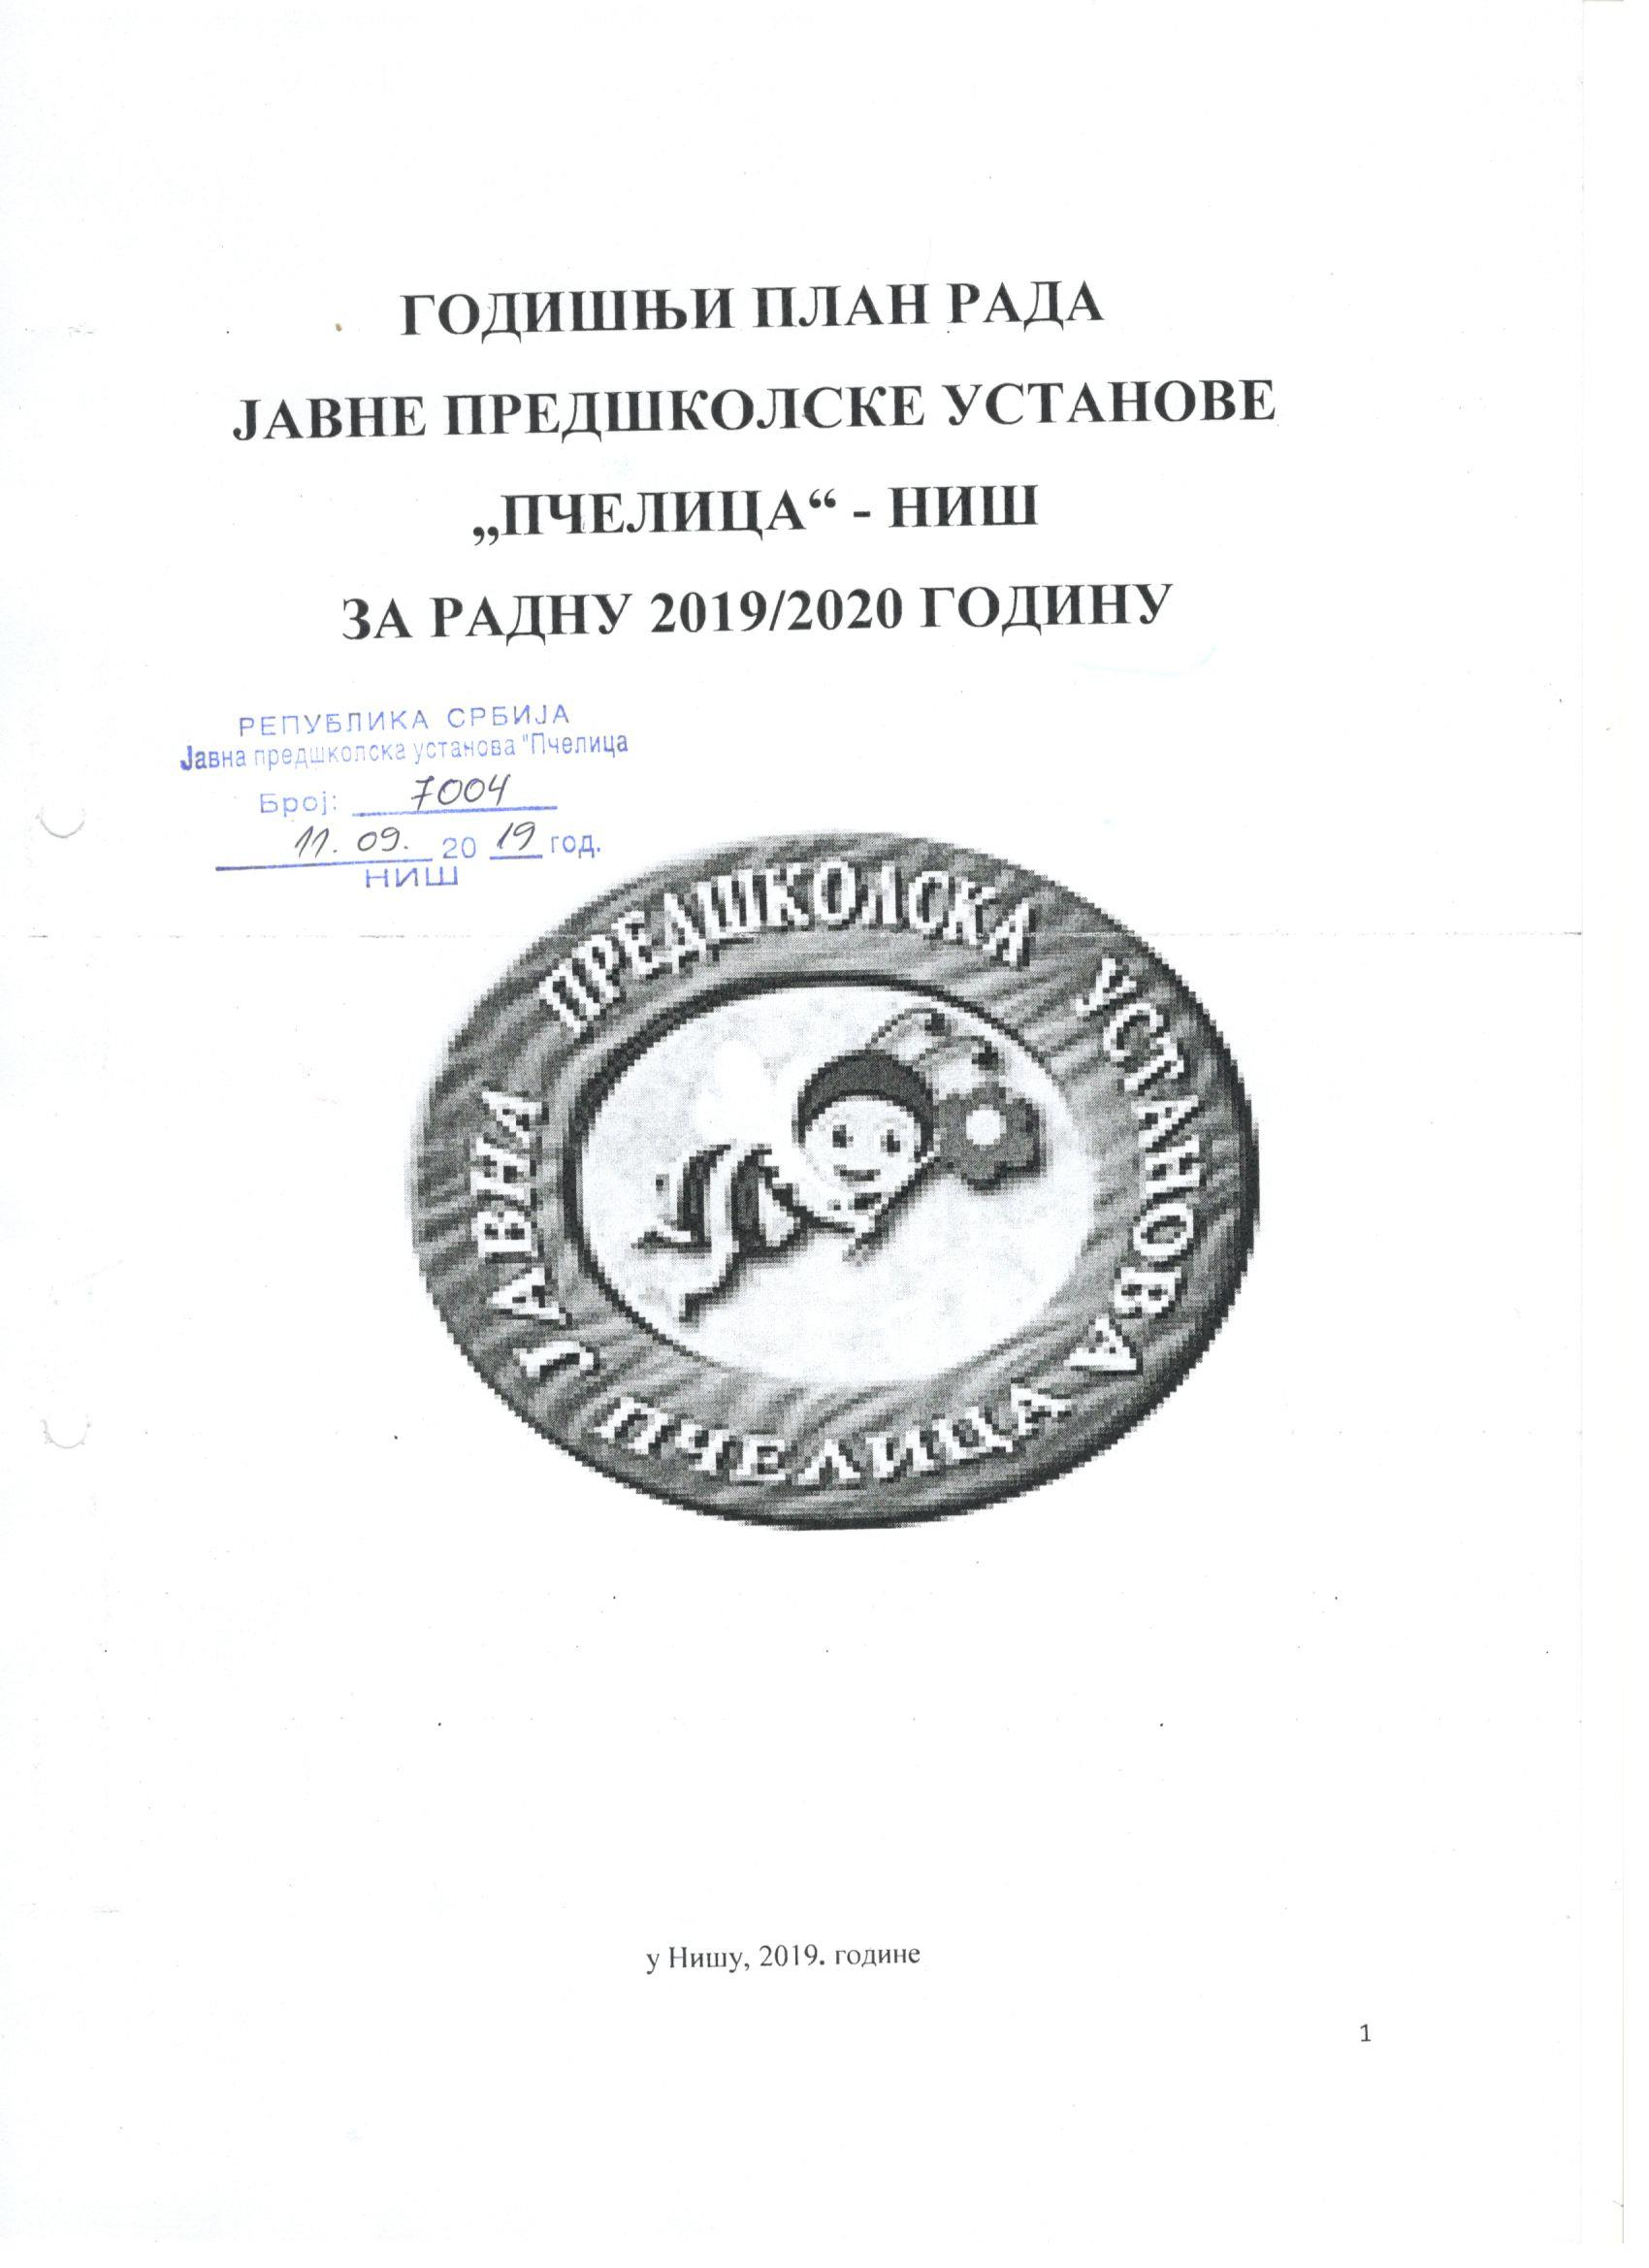 ГОДИШЊИ ПЛАН РАДА
ЈАВНЕ ПРЕДШКОЛСКЕ УСТАНОВЕ
„ПЧЕЛИЦА“ - НИШ
ЗА РАДНУ 2019/2020 ГОДИНУ
РЕПУБЛИКА СРБИЈА
Јавна предшколска установа "Пчелица
Број: 7004
11. 09. 20 19 год.
НИШ
ЈАВНА ПРЕДШКОЛСКА УСТАНОВА
ПЧЕЛИЦА
у Нишу, 2019. године
1